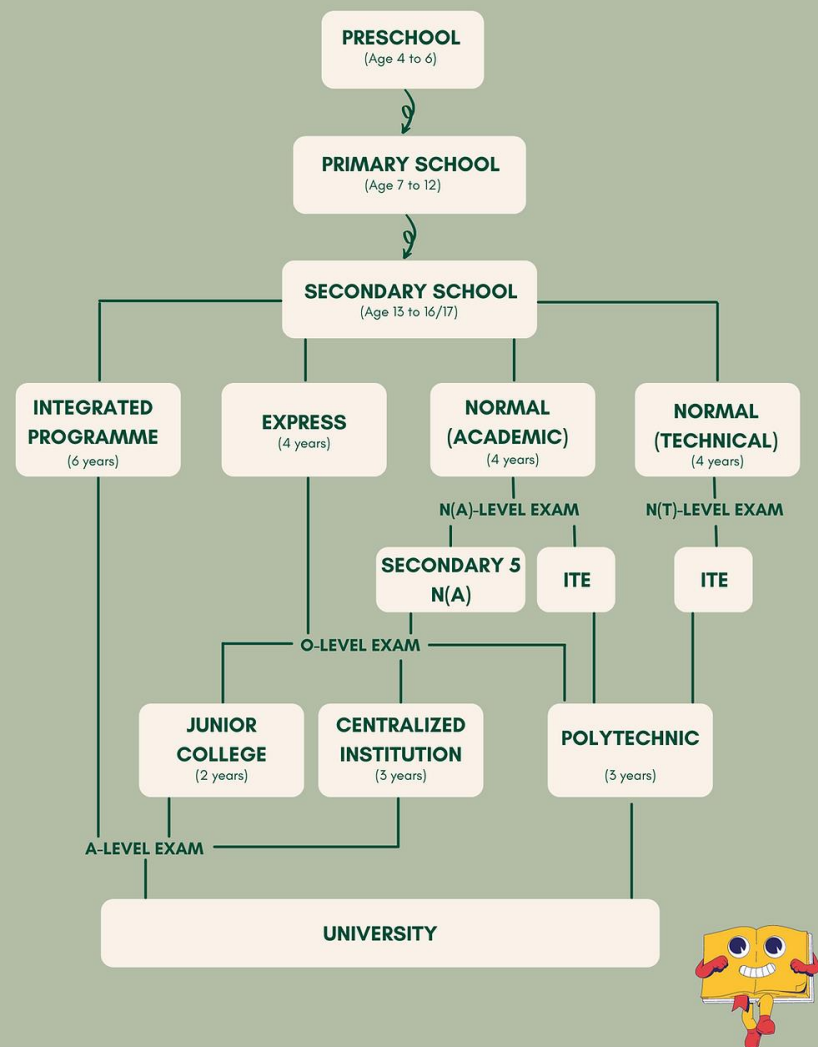 PRESCHOOL
(Age 4 to 6)
PRIMARY SCHOOL
(Age 7 to 12)
SECONDARY SCHOOL
(Age 13 to 16/17)
INTEGRATED
PROGRAMME
(6 years)
EXPRESS
(4 years)
NORMAL
(ACADEMIC)
(4 years)
NORMAL
(TECHNICAL)
(4 years)
N(A)-LEVEL EXAM
N(T)-LEVEL EXAM
SECONDARY 5
N(A)
ITE
ITE
O-LEVEL EXAM
JUNIOR
COLLEGE
(2 years)
CENTRALIZED
INSTITUTION
(3 years)
POLYTECHNIC
(3 years)
A-LEVEL EXAM
UNIVERSITY